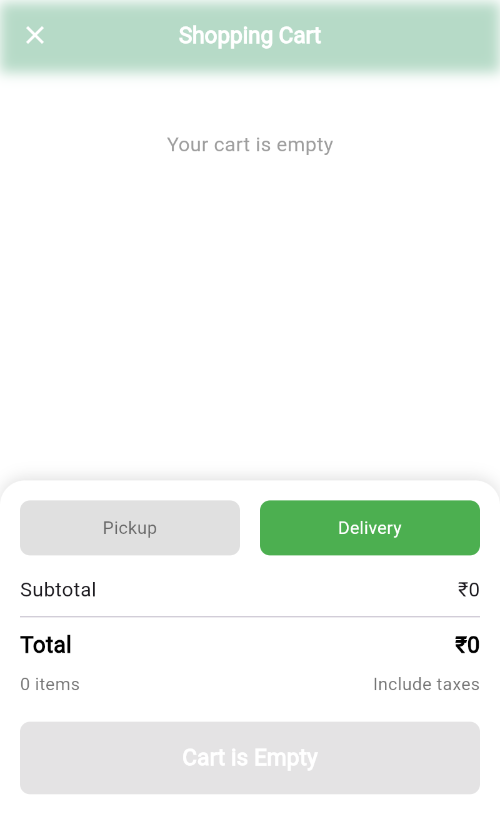 Shopping Cart
Your cart is empty
Pickup
Delivery
Subtotal ₹0
Total ₹0
0 items Include taxes
Cart is Empty